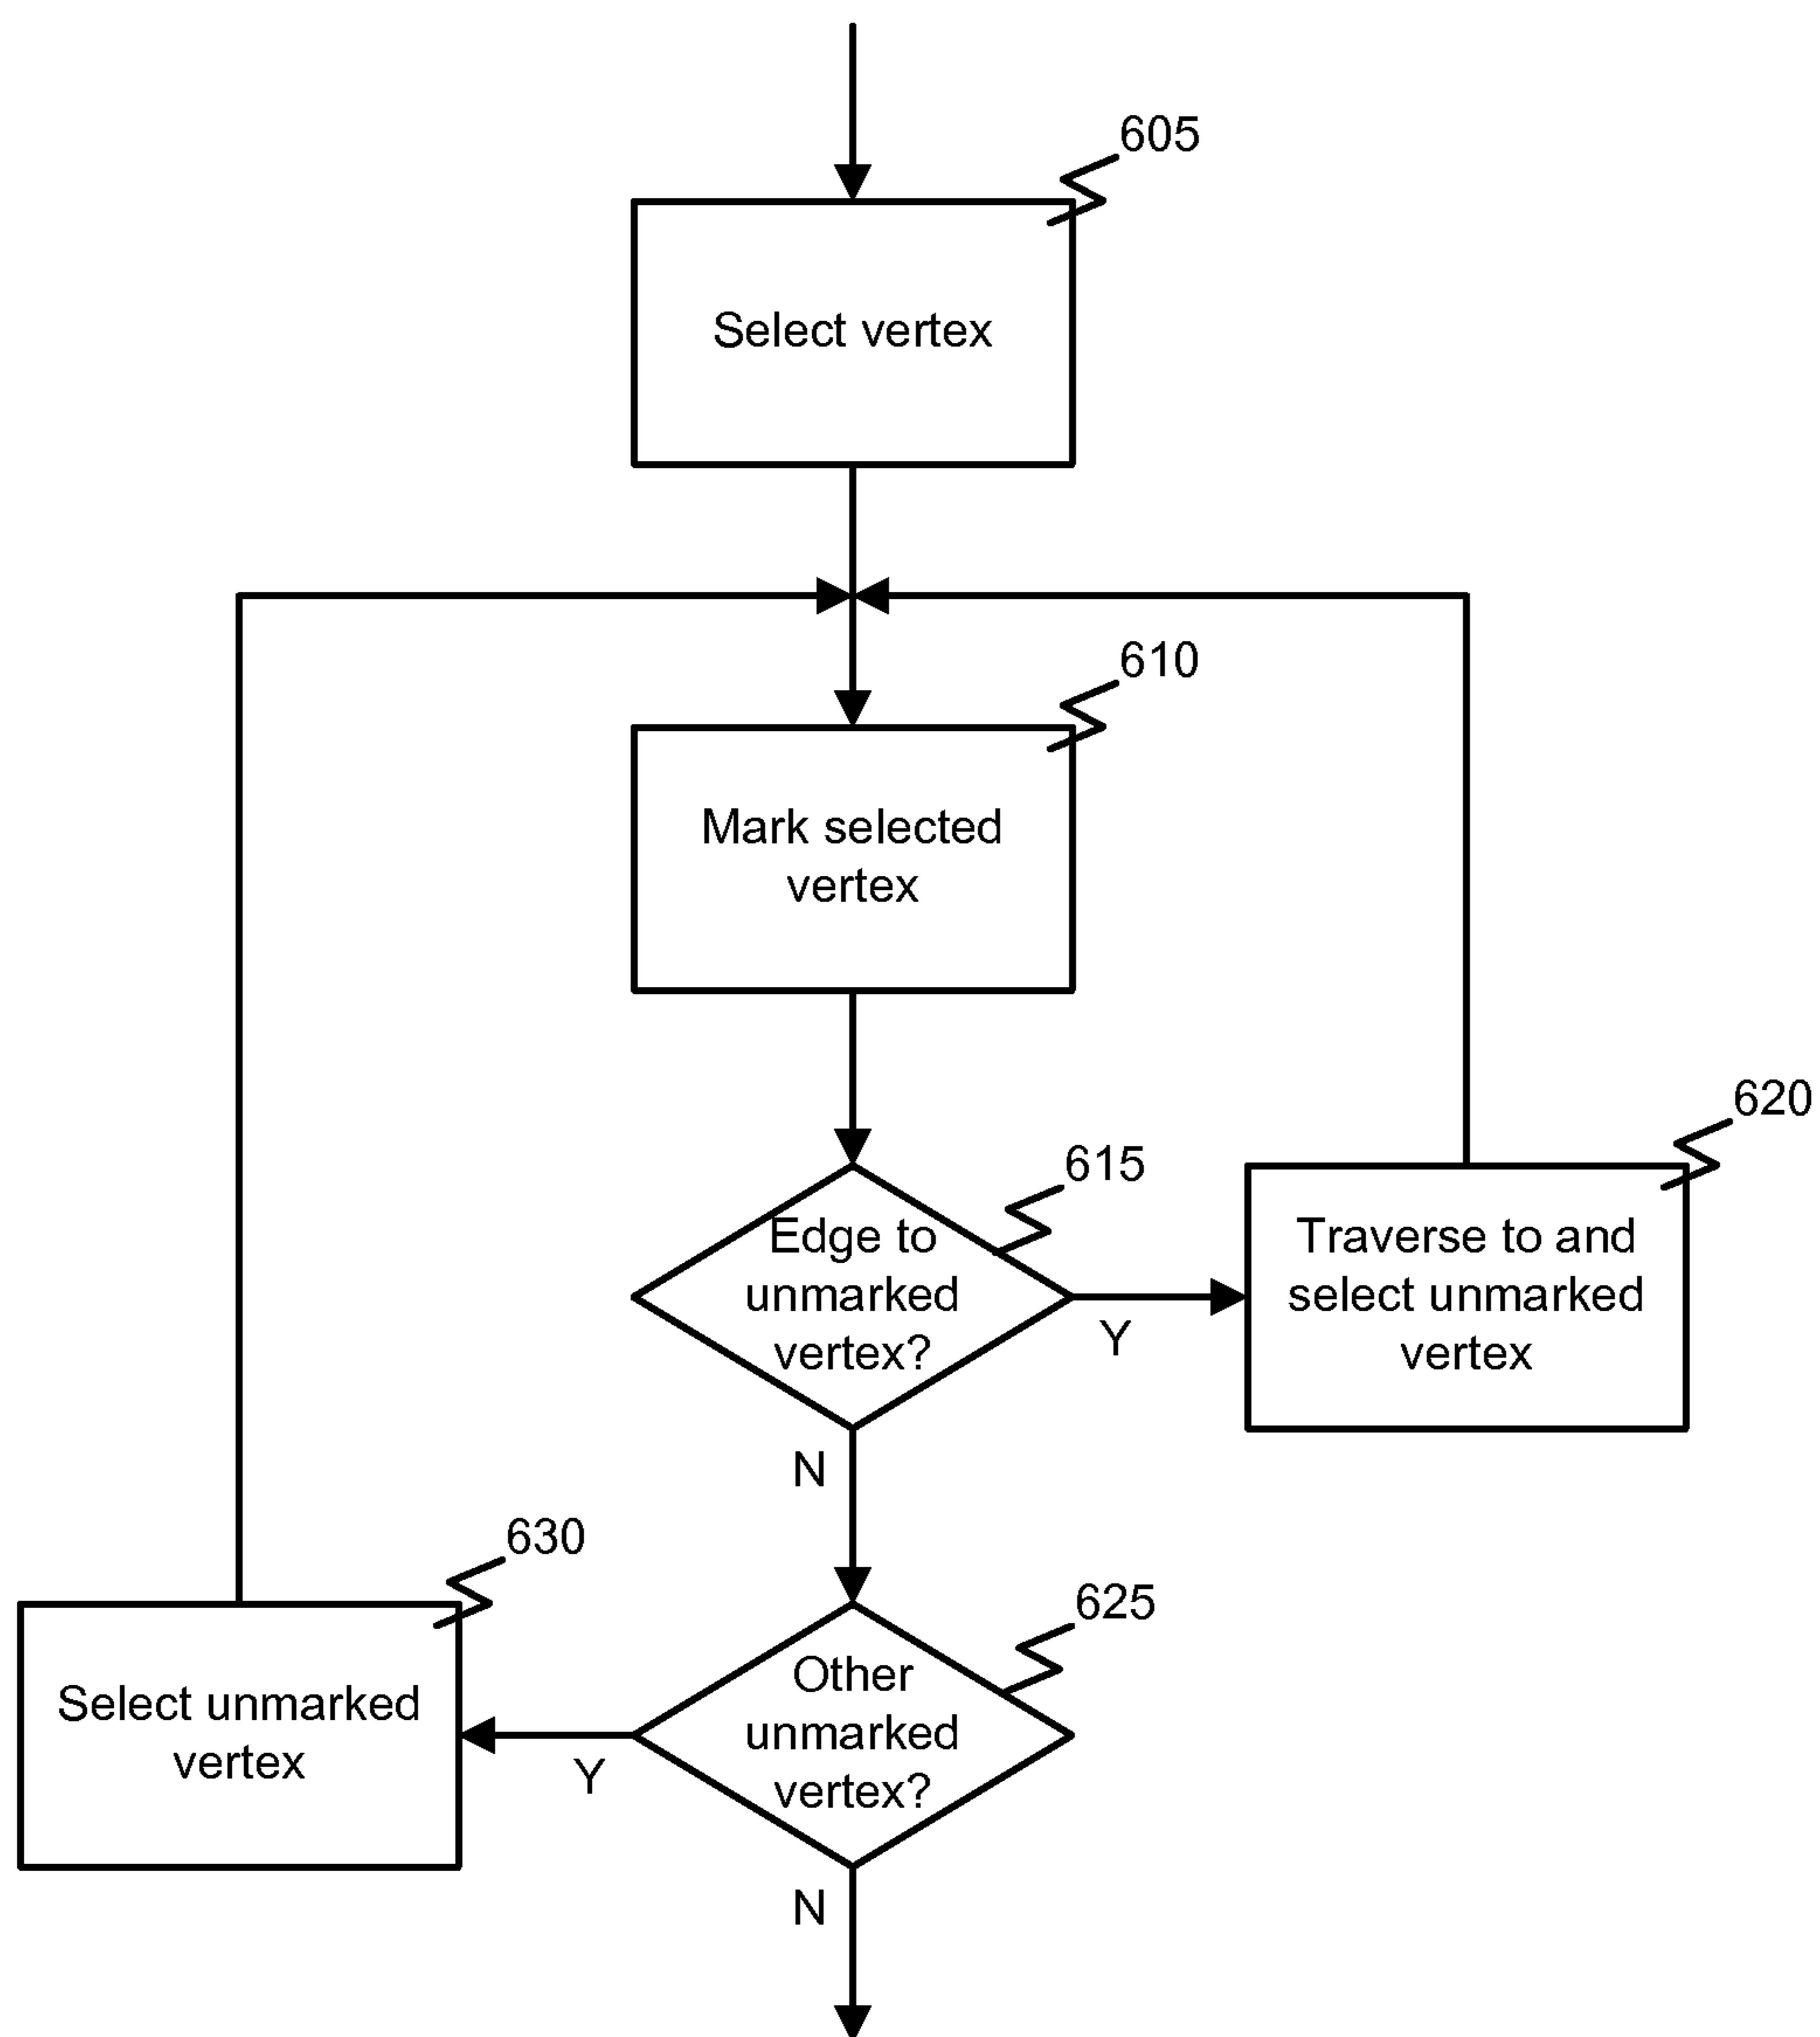 605
Select vertex
610
Mark selected
vertex
615
Edge to
unmarked
vertex?
Y
N
620
Traverse to and
select unmarked
vertex
625
Other
unmarked
vertex?
Y
N
630
Select unmarked
vertex